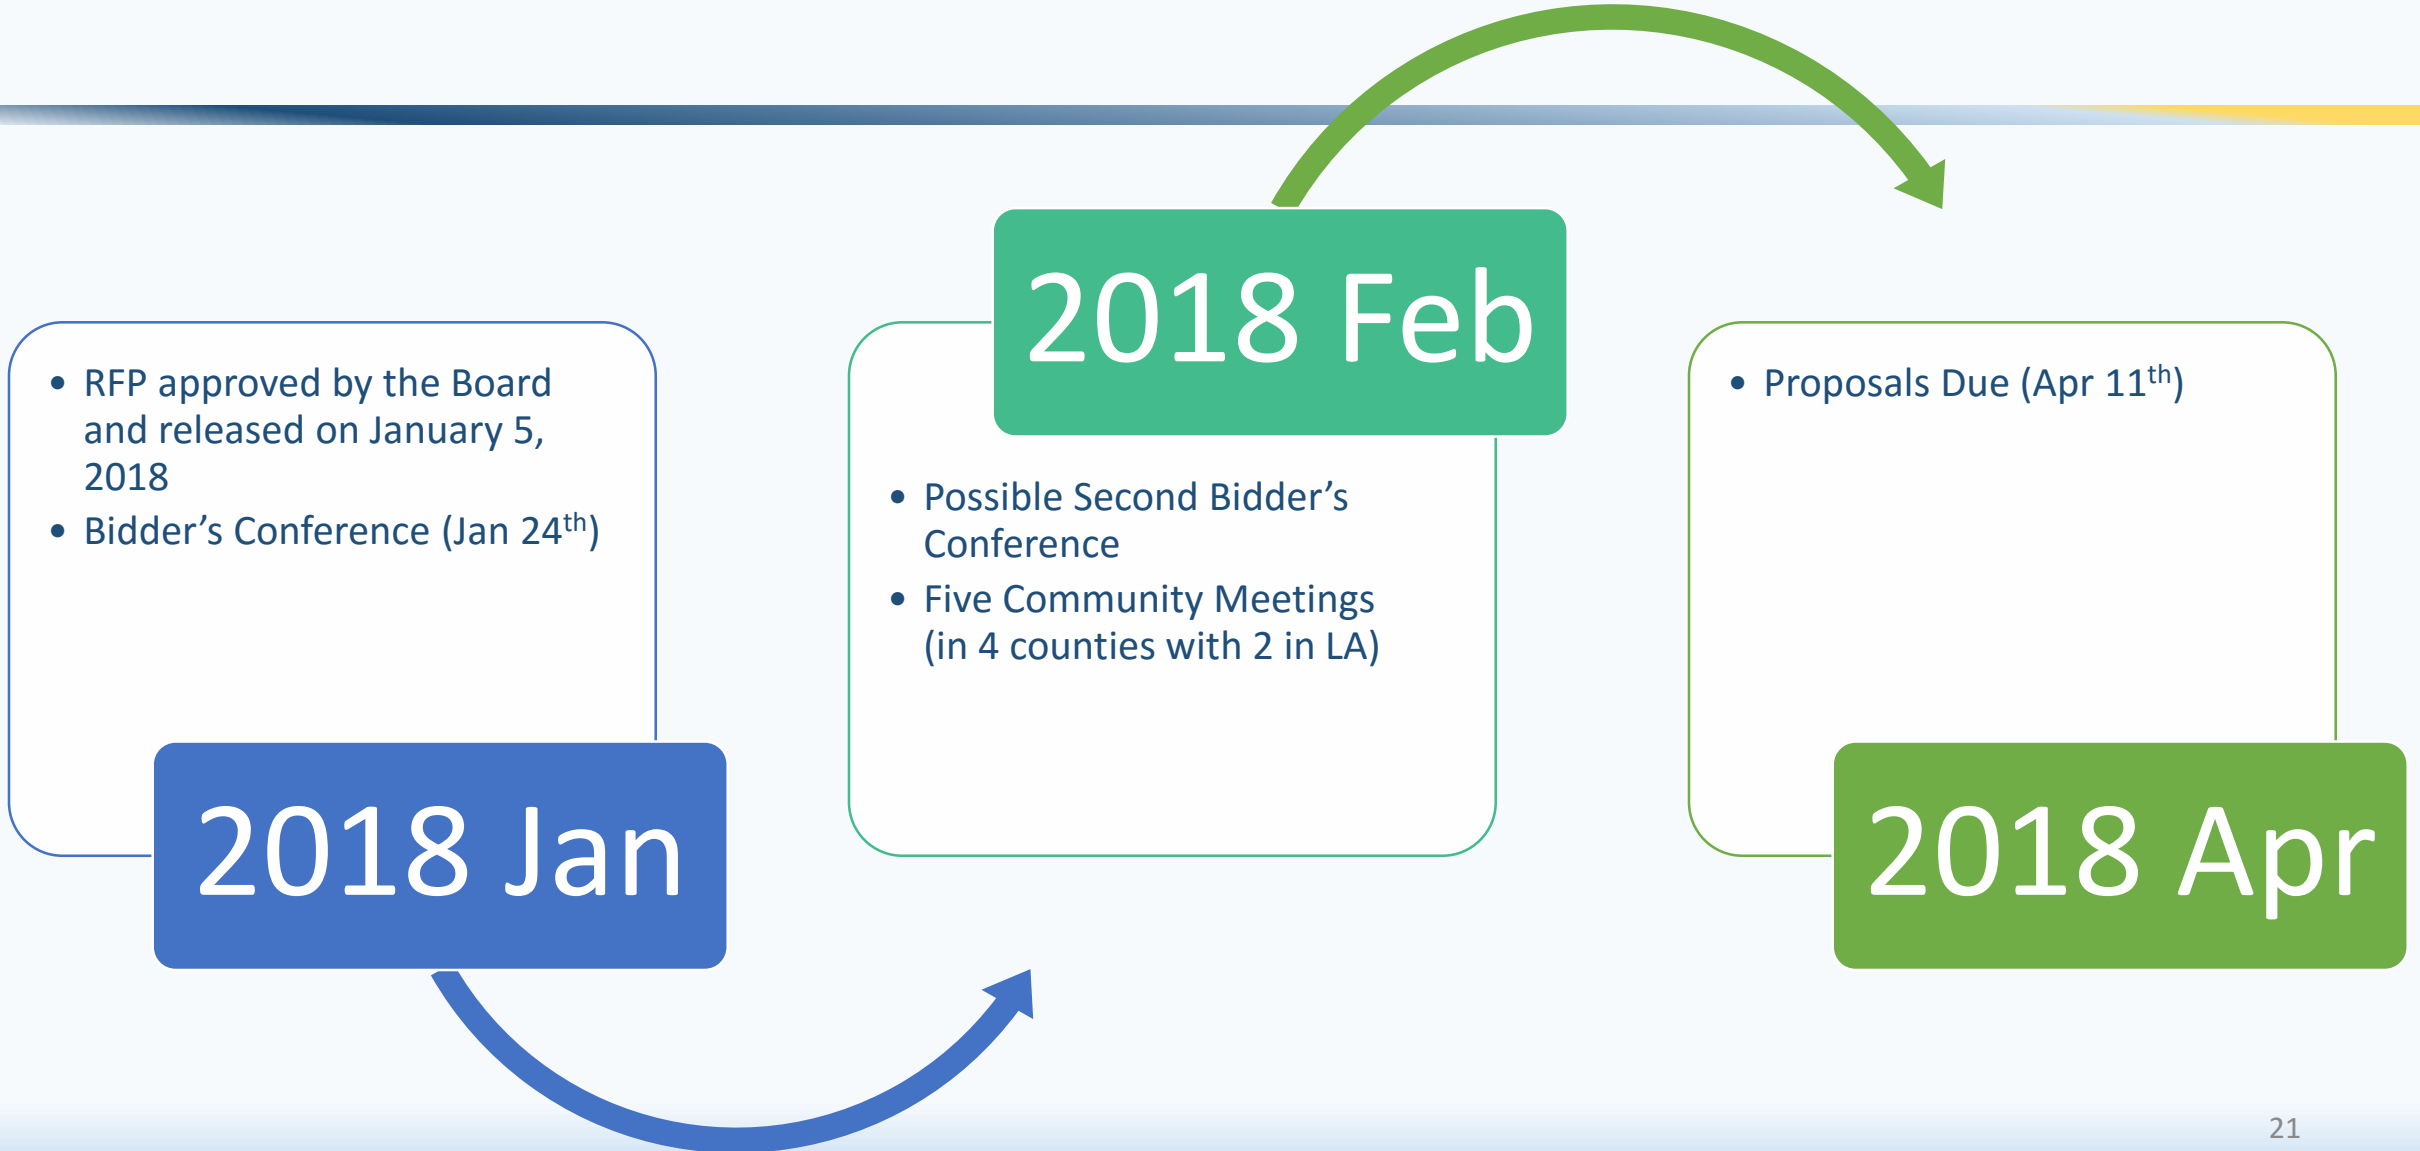 • RFP approved by the Board
and released on January 5,
2018
• Bidder’s Conference (Jan 24th)
2018 Jan
2018 Feb
• Possible Second Bidder’s
Conference
• Five Community Meetings
(in 4 counties with 2 in LA)
• Proposals Due (Apr 11th)
2018 Apr
21